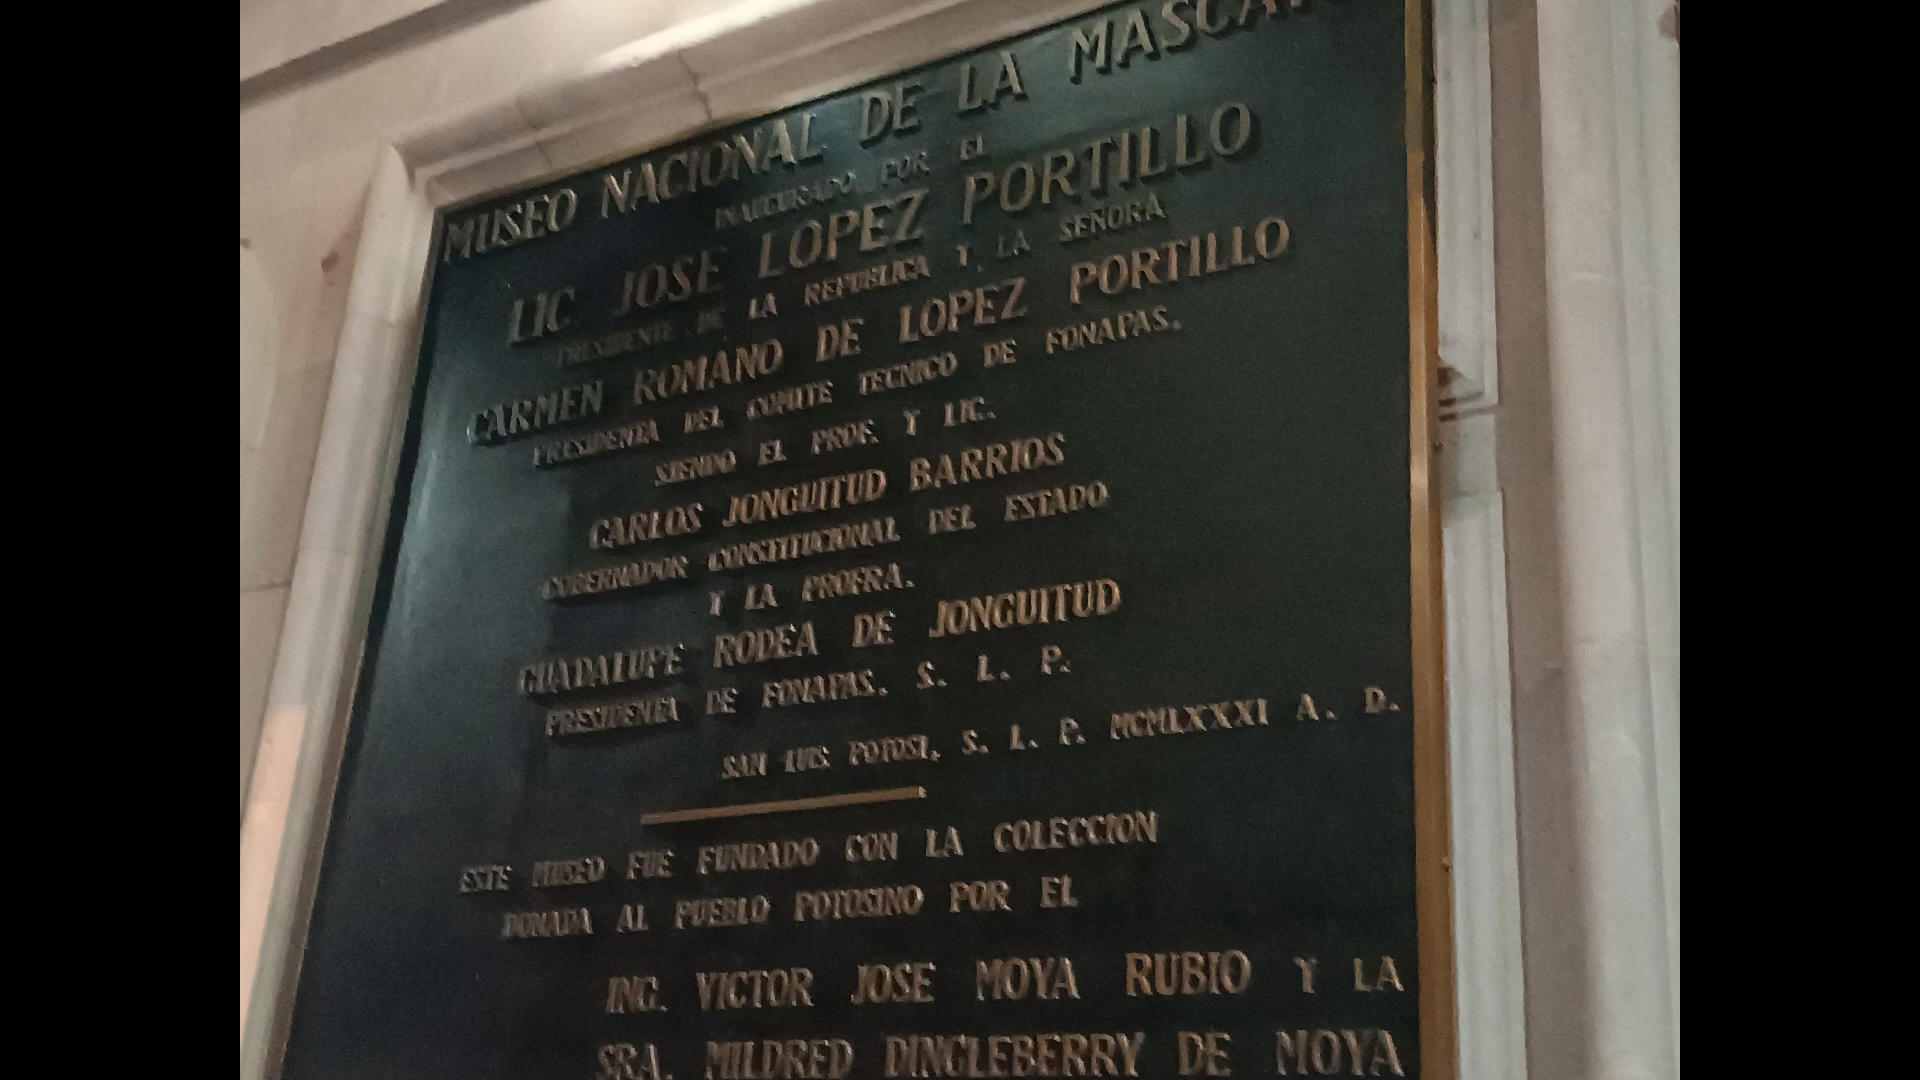 MUSEO NACIONAL DE LA MASCARA
INAUGURADO POR EL
LIC. JOSE LOPEZ PORTILLO
PRESIDENTE DE LA REPUBLICA Y LA SEÑORA
CARMEN ROMANO DE LOPEZ PORTILLO
PRESIDENTA DEL COMITE TECNICO DE FONAPAS.
SIENDO EL PROF. Y LIC.
CARLOS JONGUITUD BARRIOS
GOBERNADOR CONSTITUCIONAL DEL ESTADO
Y LA PROFRA.
GUADALUPE RODEA DE JONGUITUD
PRESIDENTA DE FONAPAS. S. L. P.
SAN LUIS POTOSI, S. L. P. MCMLXXXI A. D.
ESTE MUSEO FUE FUNDADO CON LA COLECCION
DONADA AL PUEBLO POTOSINO POR EL
ING. VICTOR JOSE MOYA RUBIO Y LA
SRA. MILDRED DINGLEBERRY DE MOYA